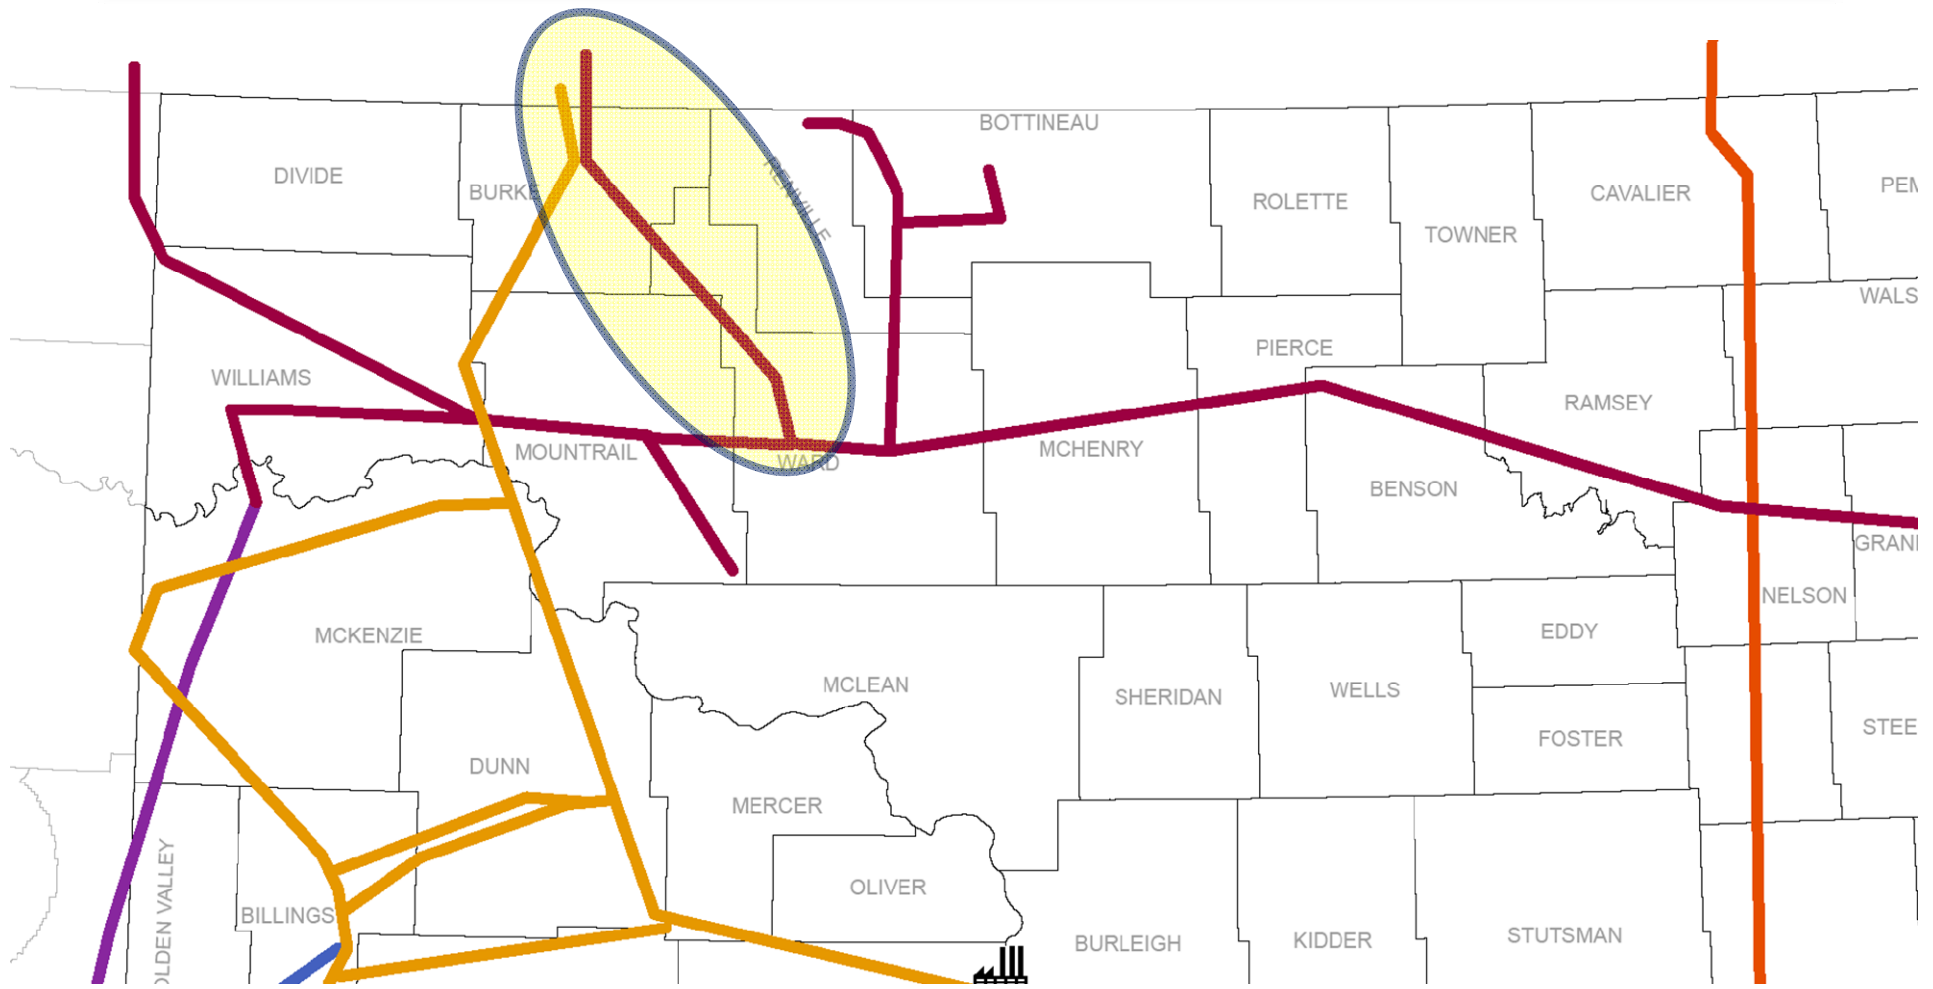 BOTTINEAU
DIVIDE
BURKE
RENVILLE
ROLETTE
CAVALIER
PEM
TOWNER
WALS
WILLIAMS
PIERCE
RAMSEY
MOUNTRAIL
WARD
MCHENRY
BENSON
GRAN
NELSON
MCKENZIE
EDDY
MCLEAN
SHERIDAN
WELLS
STEE
FOSTER
DUNN
MERCER
OLIVER
OLDEN VALLEY
BILLINGS
BURLEIGH
KIDDER
STUTSMAN